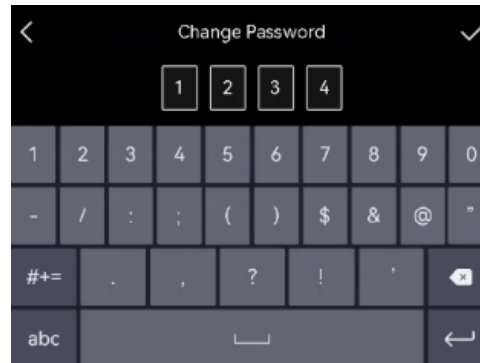 Change Password
1 2 3 4
1 2 3 4 5 6 7 8 9 0
- / : ; ( ) $ & @ "
#+= . , ? ! '
abc